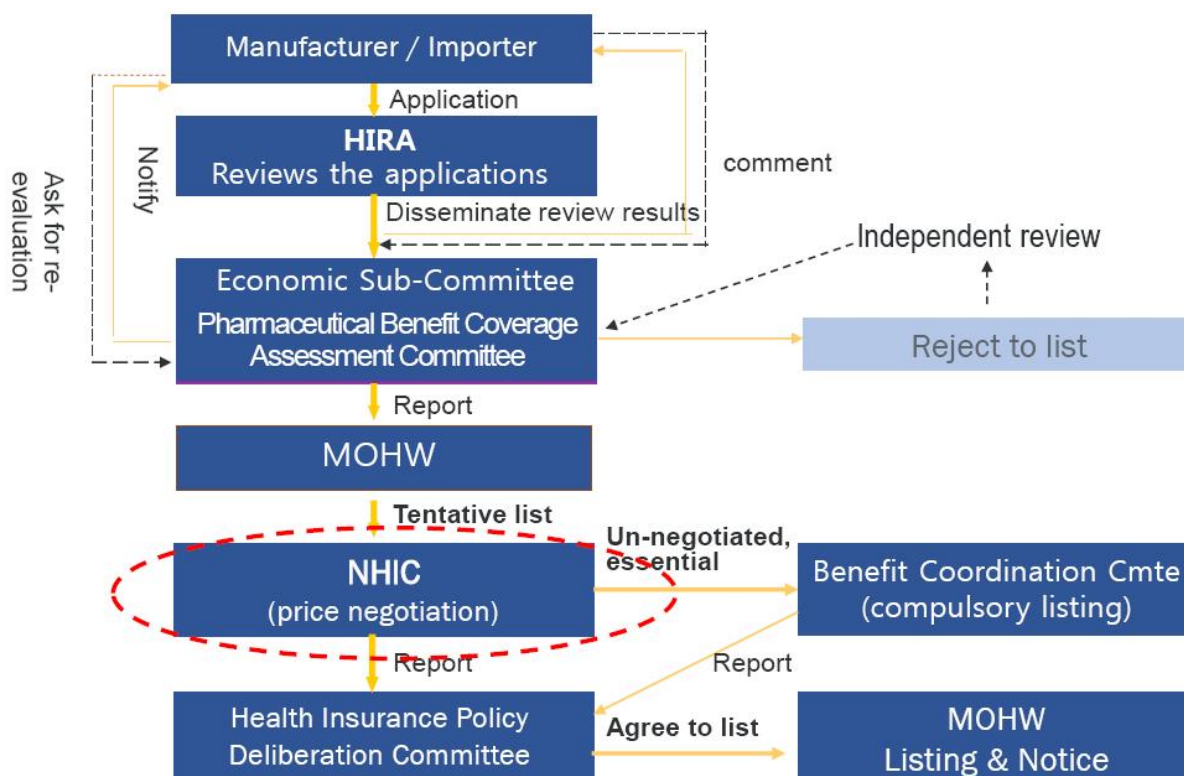 Manufacturer / Importer
Application
HIRA
Reviews the applications
comment
Notify
Ask for re-
evaluation
Disseminate review results
Independent review
Economic Sub-Committee
Pharmaceutical Benefit Coverage
Assessment Committee
Reject to list
Report
MOHW
Tentative list
Un-negotiated,
essential
NHIC
(price negotiation)
Benefit Coordination Cmte
(compulsory listing)
Report
Report
Health Insurance Policy
Deliberation Committee
Agree to list
MOHW
Listing & Notice